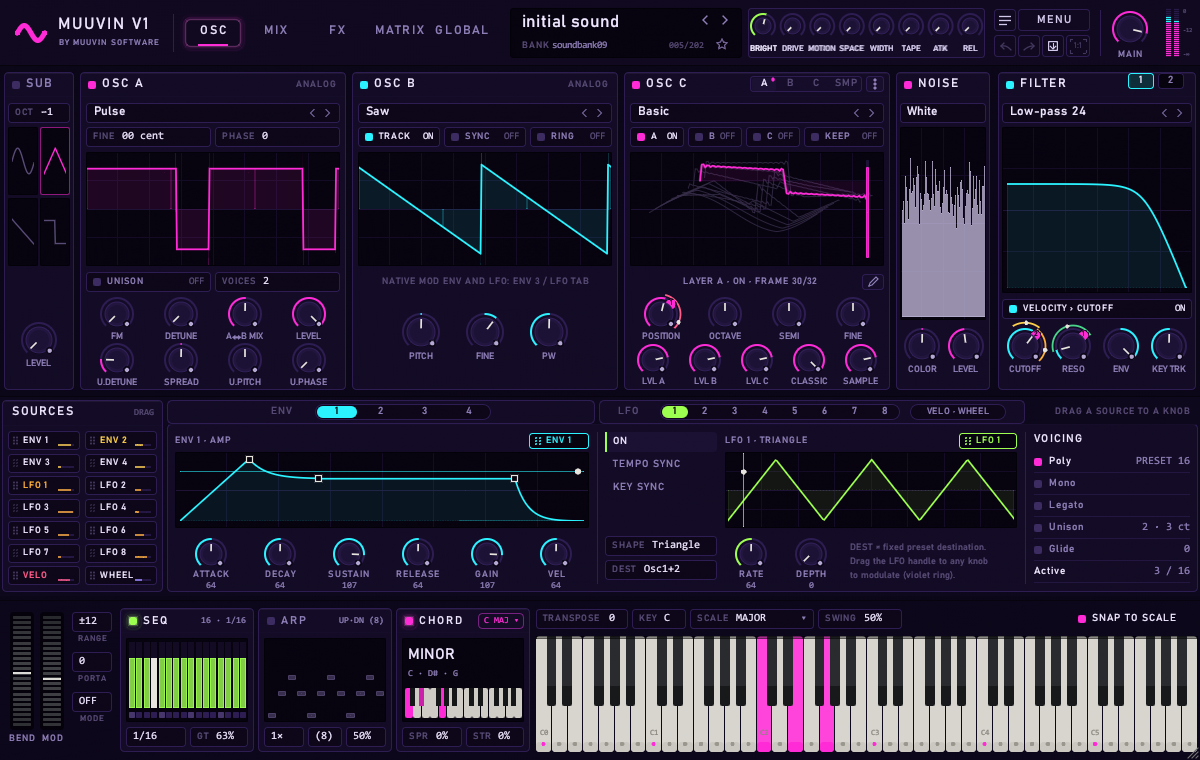 MUUVIN V1
BY MUUVIN SOFTWARE
OSC MIX FX MATRIX GLOBAL
initial sound
BANK soundbank09 005/202
BRIGHT DRIVE MOTION SPACE WIDTH TAPE ATK REL
MENU
1:1
MAIN
0
-32
SUB
OCT -1
LEVEL
OSC A ANALOG
Pulse
FINE 00 cent PHASE 0
UNISON OFF VOICES 2
FM DETUNE A↔B MIX LEVEL
U.DETUNE SPREAD U.PITCH U.PHASE
OSC B ANALOG
Saw
TRACK ON SYNC OFF RING OFF
NATIVE MOD ENV AND LFO: ENV 3 / LFO TAB
PITCH FINE PW
OSC C A B C SMP
Basic
A ON B OFF C OFF KEEP OFF
LAYER A · ON · FRAME 30/32
POSITION OCTAVE SEMI FINE
LVL A LVL B LVL C CLASSIC SAMPLE
NOISE
White
COLOR LEVEL
FILTER 1 2
Low-pass 24
VELOCITY › CUTOFF ON
CUTOFF RESO ENV KEY TRK
SOURCES DRAG
ENV 1 ENV 2
ENV 3 ENV 4
LFO 1 LFO 2
LFO 3 LFO 4
LFO 5 LFO 6
LFO 7 LFO 8
VELO WHEEL
ENV 1 2 3 4
ENV 1 · AMP ENV 1
ATTACK DECAY SUSTAIN RELEASE GAIN VEL
64 64 107 64 107 64
LFO 1 2 3 4 5 6 7 8 VELO · WHEEL
DRAG A SOURCE TO A KNOB
ON
TEMPO SYNC
KEY SYNC
SHAPE Triangle
DEST Osc1+2
LFO 1 · TRIANGLE LFO 1
RATE DEPTH
64 0
DEST = fixed preset destination.
Drag the LFO handle to any knob
to modulate (violet ring).
VOICING
Poly PRESET 16
Mono
Legato
Unison 2 · 3 ct
Glide 0
Active 3 / 16
±12
RANGE
0
PORTA
OFF
MODE
BEND MOD
SEQ 16 · 1/16
1/16 GT 63%
ARP UP·DN (8)
1× (8) 50%
CHORD C MAJ
MINOR
C · D# · G
SPR 0% STR 0%
TRANSPOSE 0 KEY C SCALE MAJOR SWING 50%
SNAP TO SCALE
C0 C1 C2 C3 C4 C5